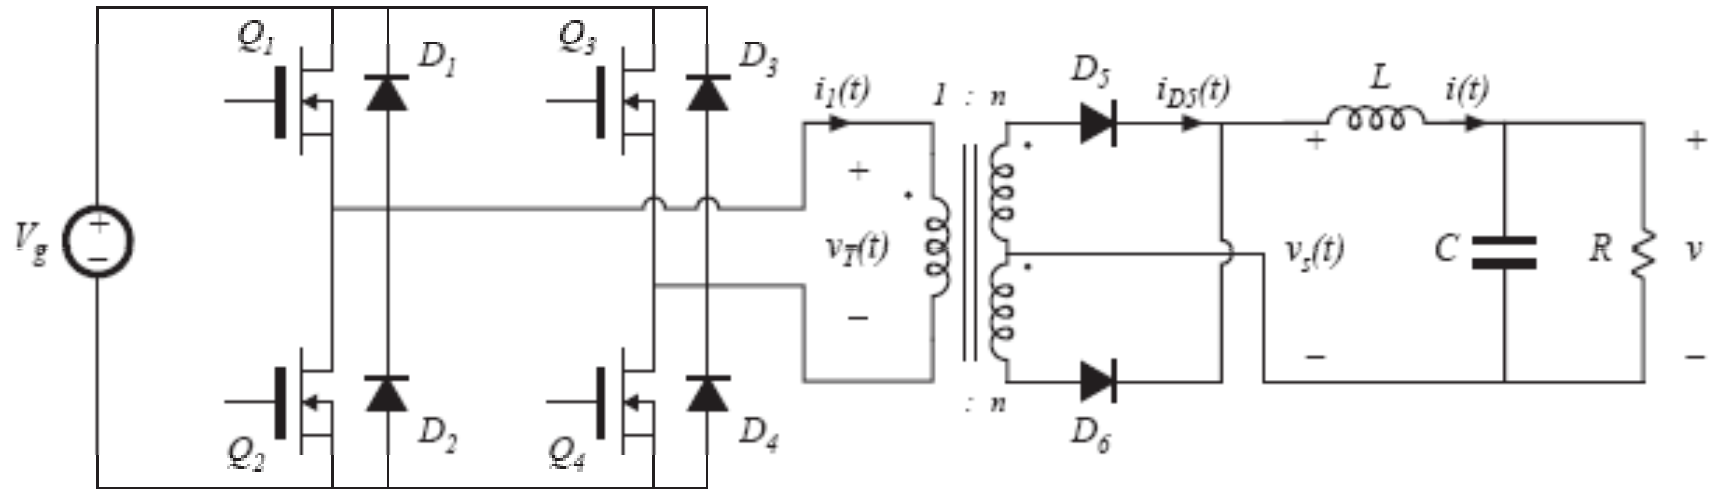 Q1 D1 Q3 D3 D5 iD5(t) L i(t)
i1(t) 1 : n
+ + +
Vg + − vT(t) vs(t) C R v
− − −
Q2 D2 Q4 D4 : n D6